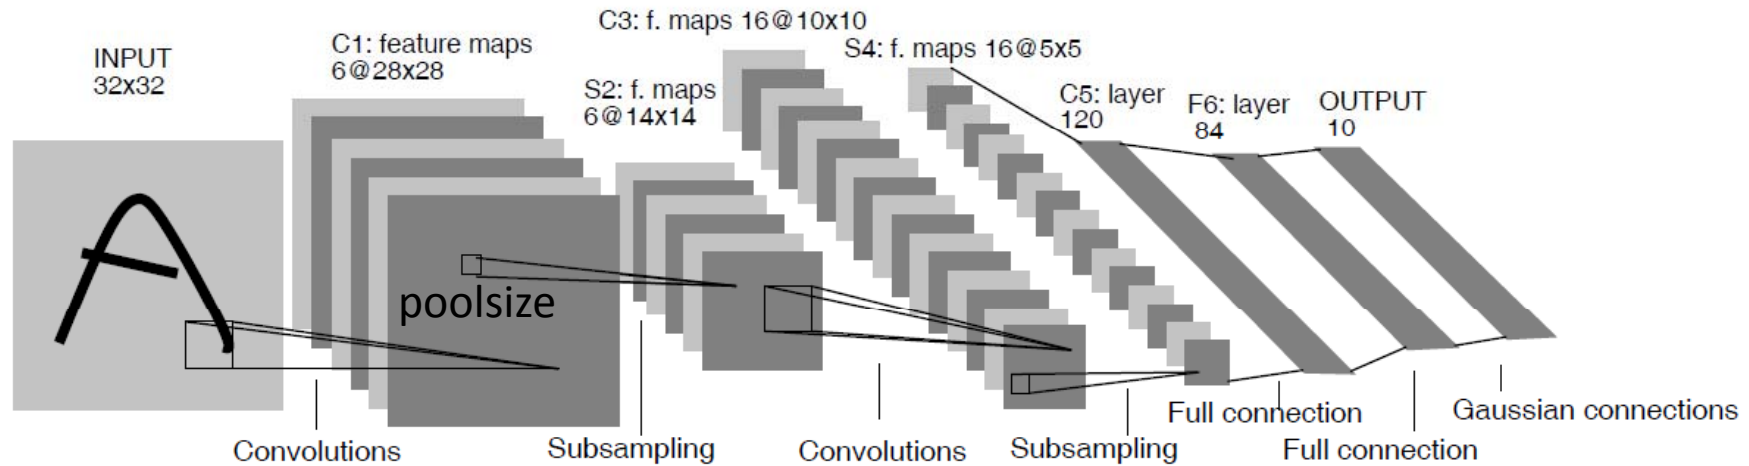 INPUT
32x32
C1: feature maps
6@28x28
C3: f. maps 16@10x10
S2: f. maps
6@14x14
S4: f. maps 16@5x5
C5: layer
120
F6: layer
84
OUTPUT
10
poolsize
Convolutions
Subsampling
Convolutions
Subsampling
Full connection
Full connection
Gaussian connections